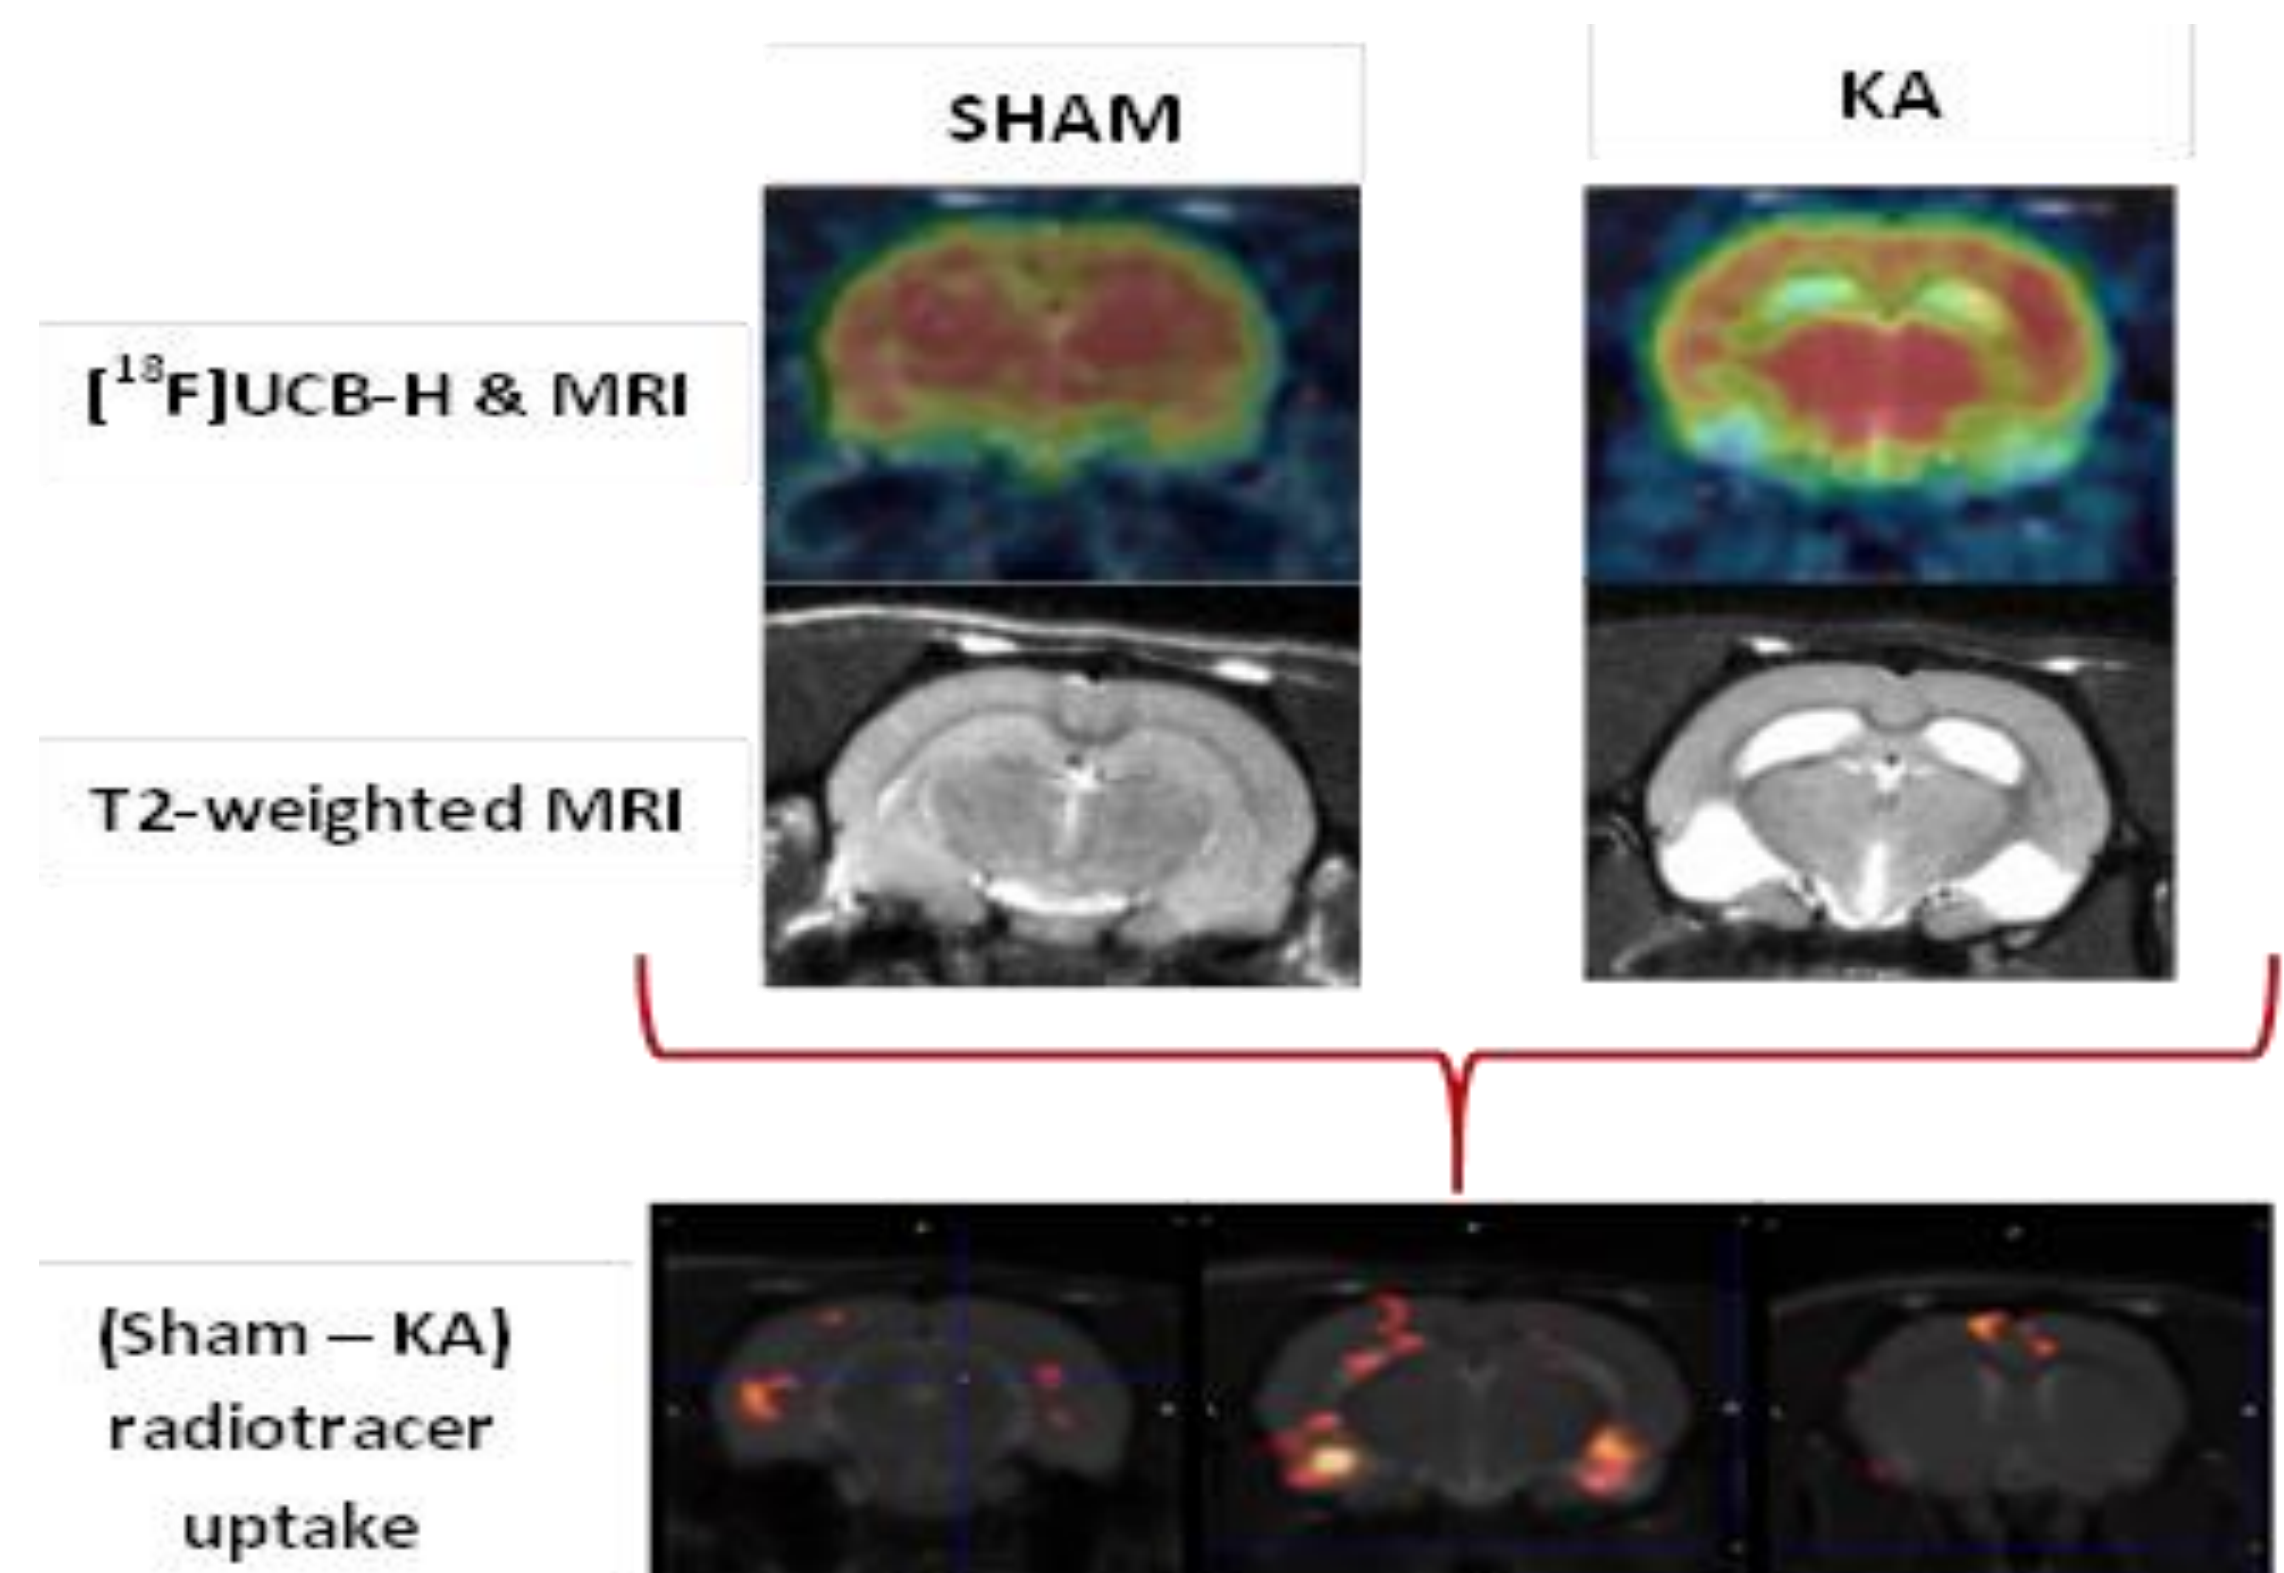 SHAM
KA
[¹⁸F]UCB-H & MRI
T2-weighted MRI
(Sham – KA)
radiotracer
uptake